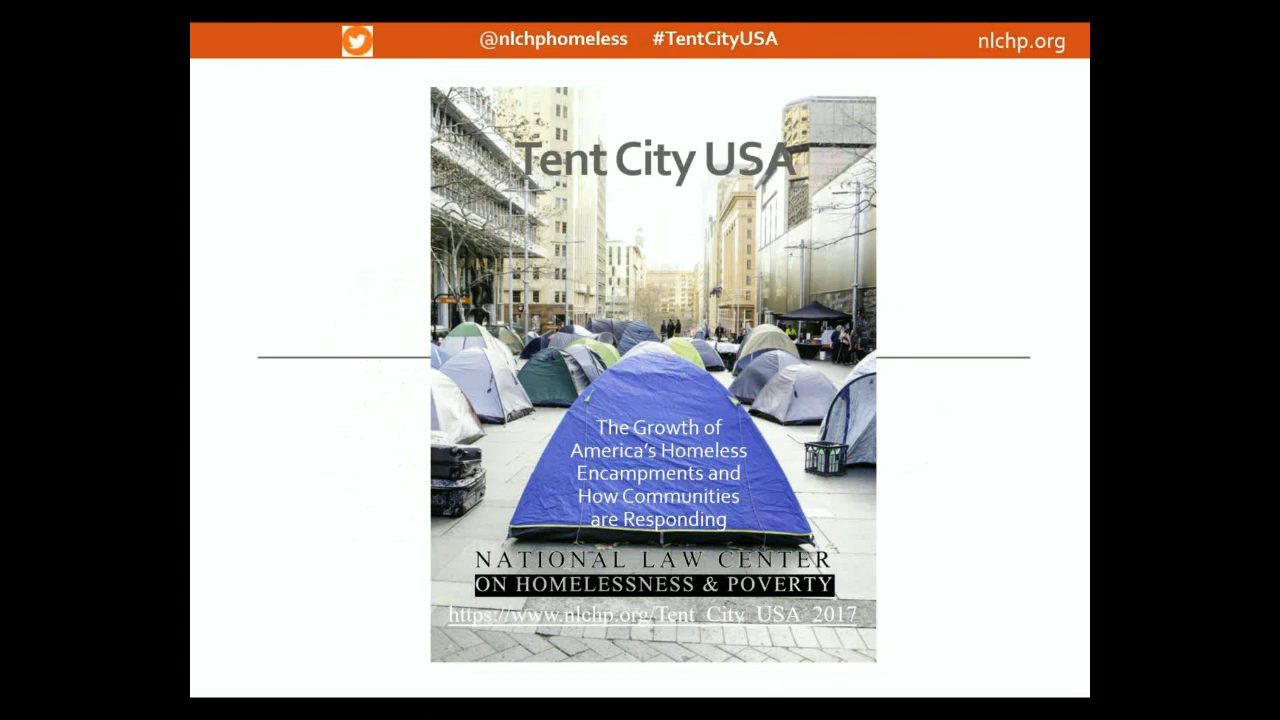 @nlchphomeless #TentCityUSA nlchp.org
Tent City USA
The Growth of
America's Homeless
Encampments and
How Communities
are Responding
NATIONAL LAW CENTER
ON HOMELESSNESS & POVERTY
https://www.nlchp.org/Tent_City_USA_2017